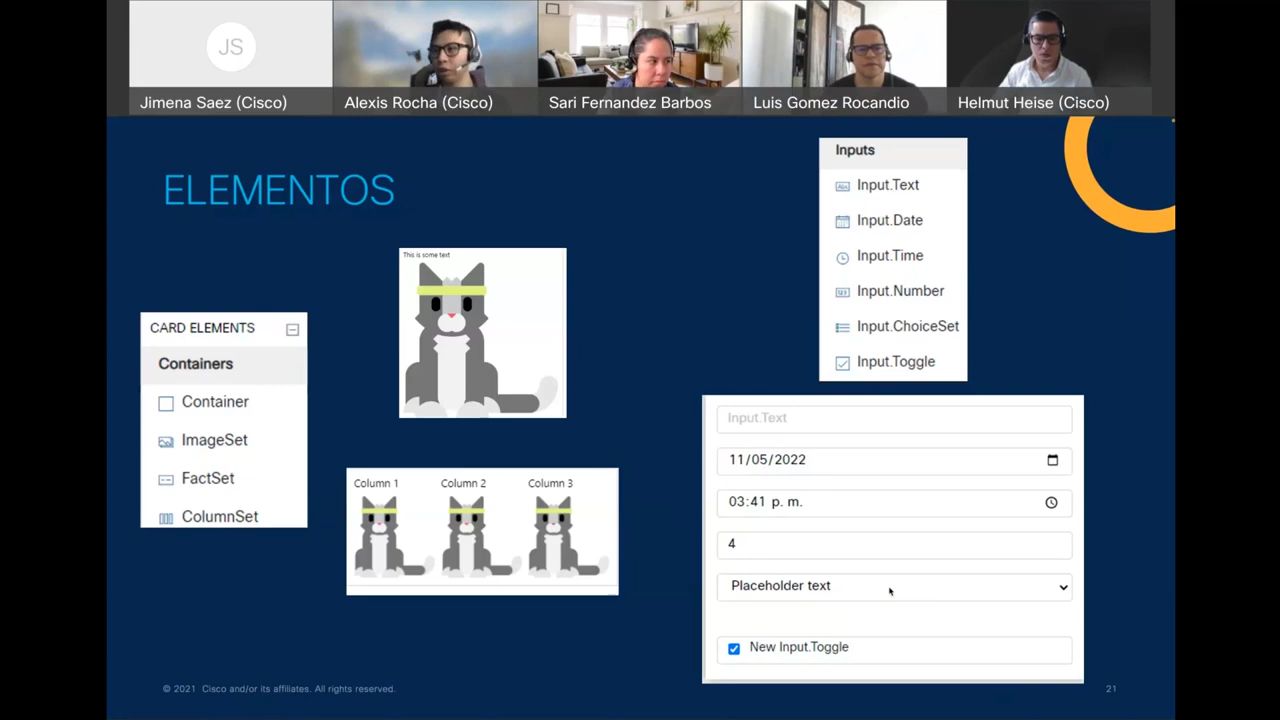 JS
Jimena Saez (Cisco)
Alexis Rocha (Cisco)
Sari Fernandez Barbos
Luis Gomez Rocandio
Helmut Heise (Cisco)
ELEMENTOS
CARD ELEMENTS
Containers
Container
ImageSet
FactSet
ColumnSet
This is some text
Column 1
Column 2
Column 3
Inputs
Input.Text
Input.Date
Input.Time
Input.Number
Input.ChoiceSet
Input.Toggle
Input.Text
11/05/2022
03:41 p. m.
4
Placeholder text
New Input.Toggle
© 2021 Cisco and/or its affiliates. All rights reserved.
21